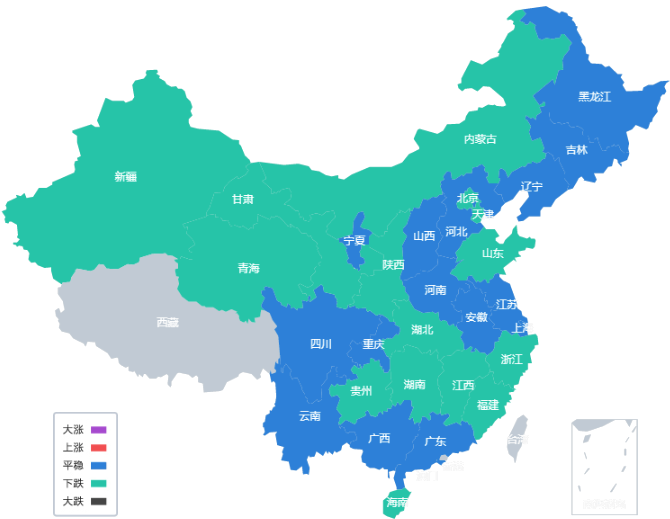 黑龙江
内蒙古
吉林
新疆
辽宁
甘肃
北京
天津
宁夏
山西
河北
山东
陕西
青海
河南
江苏
西藏
安徽
上海
湖北
四川
重庆
浙江
湖南
江西
贵州
福建
云南
广西
广东
台湾
海南
大涨
上涨
平稳
下跌
大跌